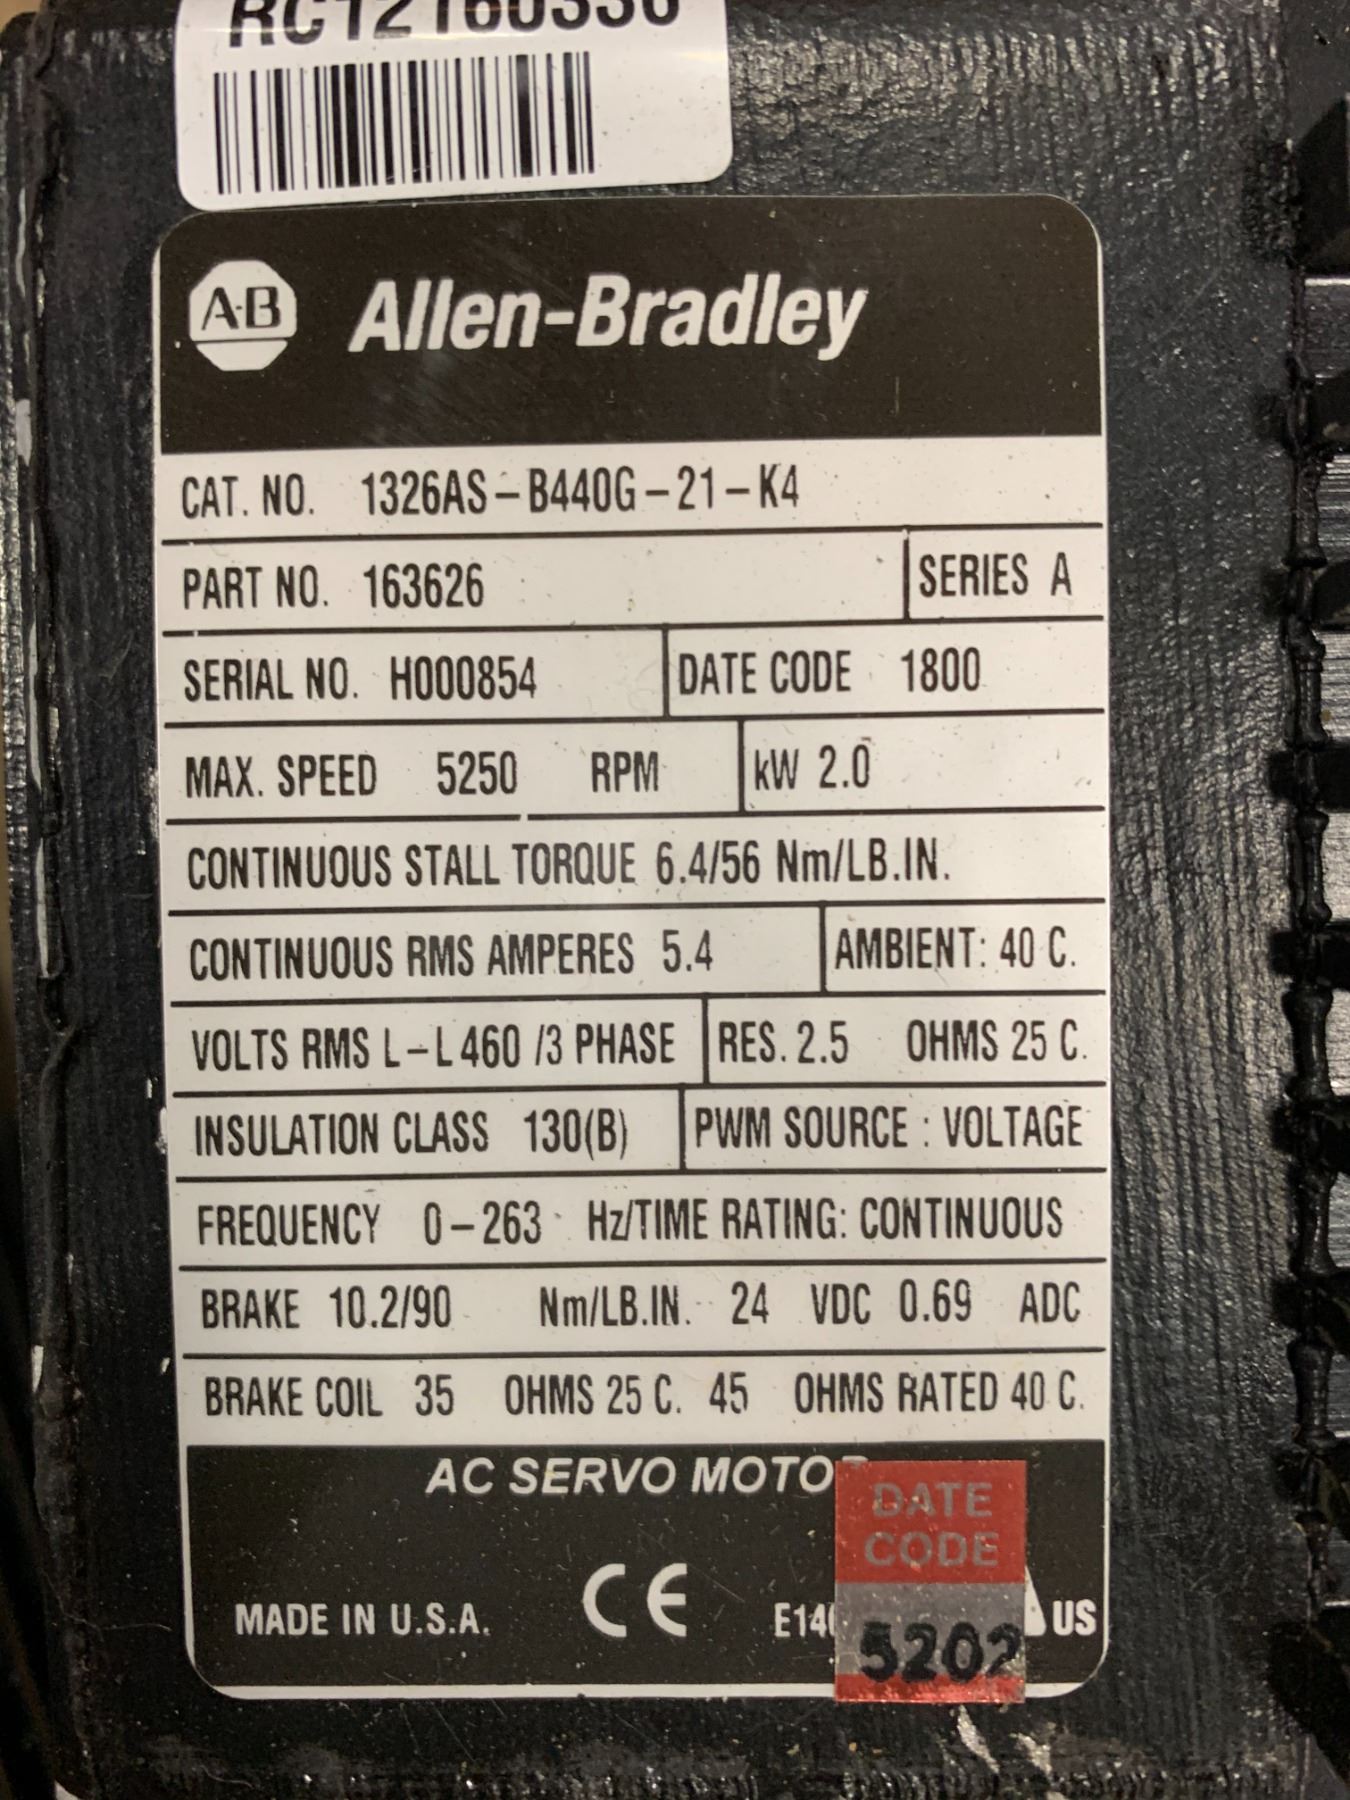 RC12160336
A-B Allen-Bradley
CAT. NO. 1326AS-B440G-21-K4
PART NO. 163626 SERIES A
SERIAL NO. H000854 DATE CODE 1800
MAX. SPEED 5250 RPM kW 2.0
CONTINUOUS STALL TORQUE 6.4/56 Nm/LB.IN.
CONTINUOUS RMS AMPERES 5.4 AMBIENT: 40 C.
VOLTS RMS L-L 460 /3 PHASE RES. 2.5 OHMS 25 C.
INSULATION CLASS 130(B) PWM SOURCE : VOLTAGE
FREQUENCY 0-263 Hz/TIME RATING: CONTINUOUS
BRAKE 10.2/90 Nm/LB.IN. 24 VDC 0.69 ADC
BRAKE COIL 35 OHMS 25 C. 45 OHMS RATED 40 C.
AC SERVO MOTOR
DATE
CODE
5202
MADE IN U.S.A. CE US